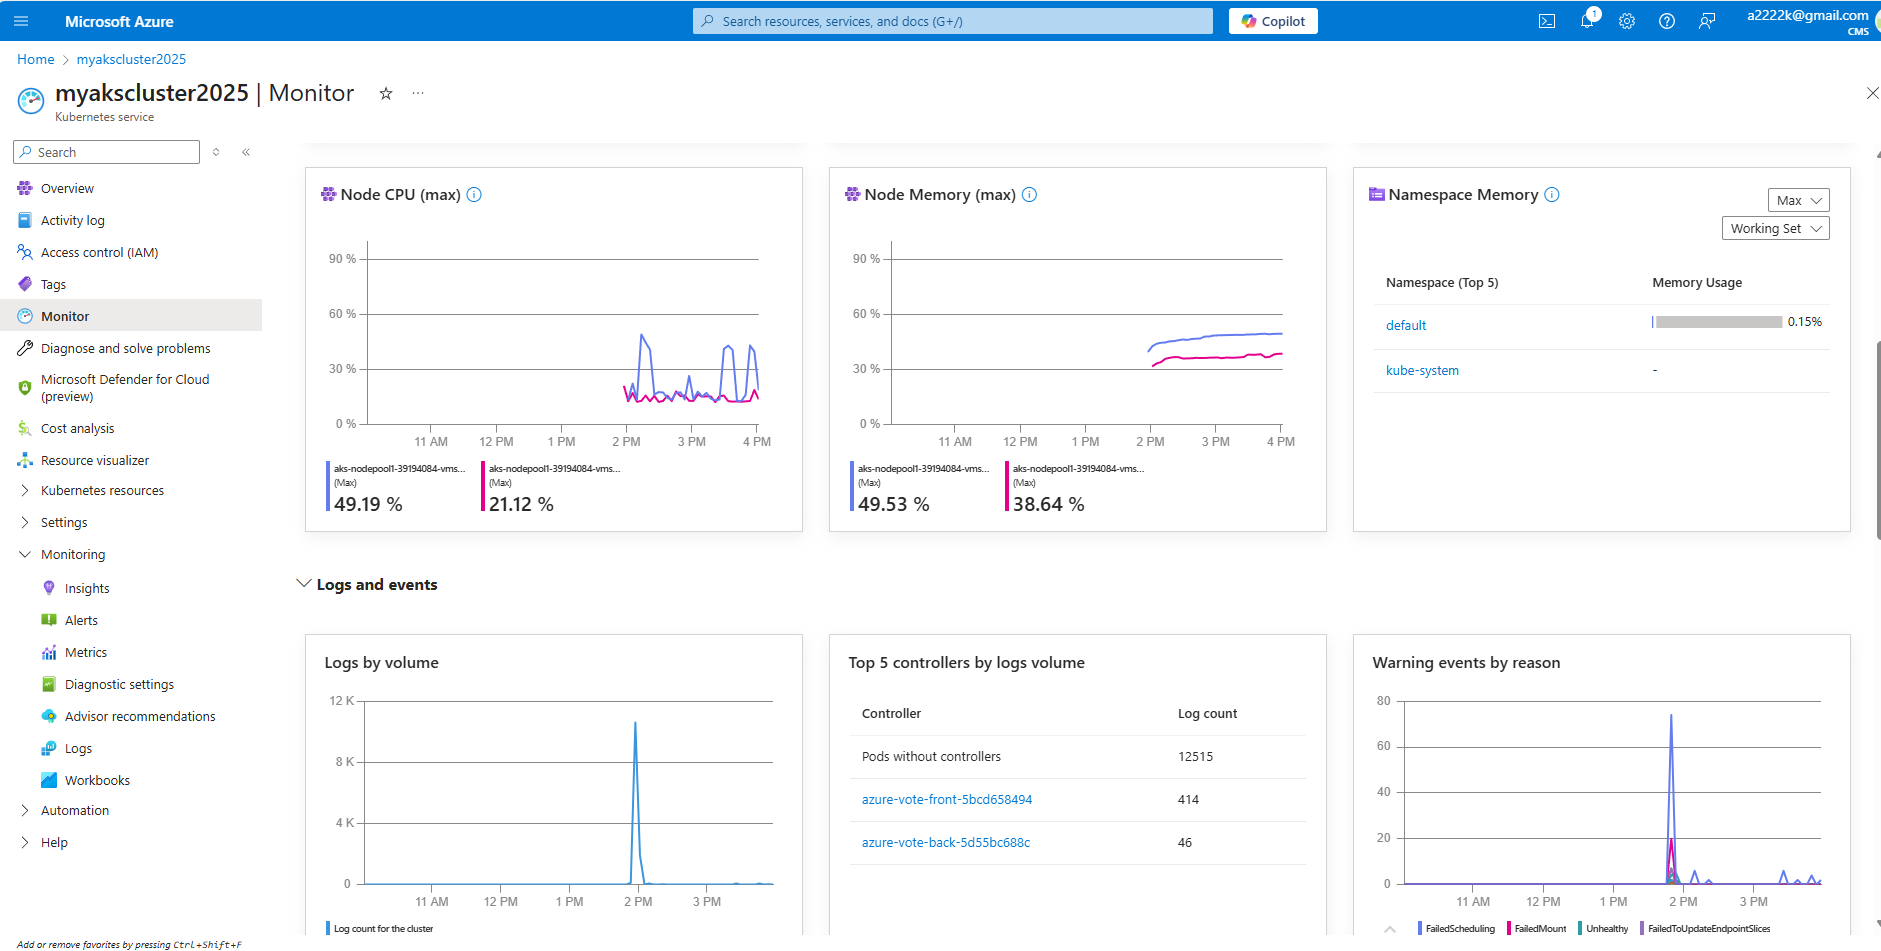 Microsoft Azure
Search resources, services, and docs (G+/)
Copilot
1
a2222k@gmail.com
CMS
Home > myakscluster2025
myakscluster2025 | Monitor
Kubernetes service
Search
Overview
Activity log
Access control (IAM)
Tags
Monitor
Diagnose and solve problems
Microsoft Defender for Cloud
(preview)
Cost analysis
Resource visualizer
Kubernetes resources
Settings
Monitoring
Insights
Alerts
Metrics
Diagnostic settings
Advisor recommendations
Logs
Workbooks
Automation
Help
Add or remove favorites by pressing Ctrl+Shift+F
Node CPU (max)
90 %
60 %
30 %
0 %
11 AM 12 PM 1 PM 2 PM 3 PM 4 PM
aks-nodepool1-39194084-vms... aks-nodepool1-39194084-vms...
(Max) (Max)
49.19 % 21.12 %
Node Memory (max)
90 %
60 %
30 %
0 %
11 AM 12 PM 1 PM 2 PM 3 PM 4 PM
aks-nodepool1-39194084-vms... aks-nodepool1-39194084-vms...
(Max) (Max)
49.53 % 38.64 %
Namespace Memory
Max
Working Set
Namespace (Top 5) Memory Usage
default 0.15%
kube-system -
Logs and events
Logs by volume
12 K
8 K
4 K
0
11 AM 12 PM 1 PM 2 PM 3 PM
Log count for the cluster
Top 5 controllers by logs volume
Controller Log count
Pods without controllers 12515
azure-vote-front-5bcd658494 414
azure-vote-back-5d55bc688c 46
Warning events by reason
80
60
40
20
0
11 AM 12 PM 1 PM 2 PM 3 PM
FailedScheduling FailedMount Unhealthy FailedToUpdateEndpointSlices